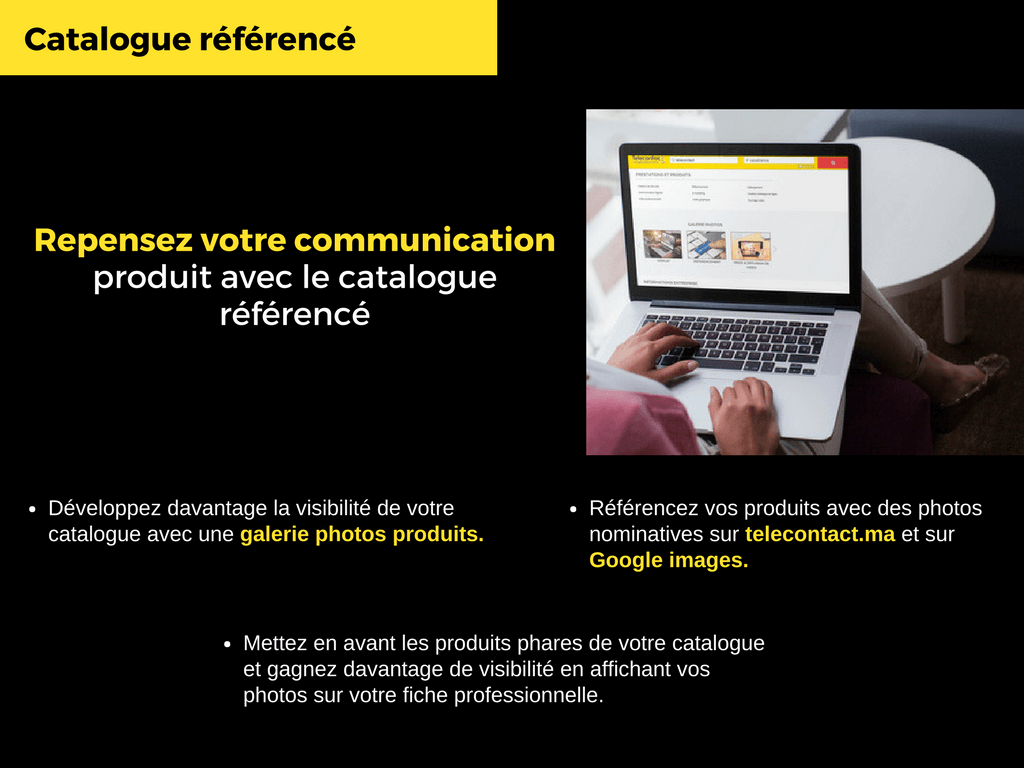 Catalogue référencé
Repensez votre communication
produit avec le catalogue
référencé
Telecontact
telecontact
casablanca
PRESTATIONS ET PRODUITS
GALERIE PHOTOS
INFORMATIONS ENTREPRISE
• Développez davantage la visibilité de votre
catalogue avec une galerie photos produits.
• Référencez vos produits avec des photos
nominatives sur telecontact.ma et sur
Google images.
• Mettez en avant les produits phares de votre catalogue
et gagnez davantage de visibilité en affichant vos
photos sur votre fiche professionnelle.